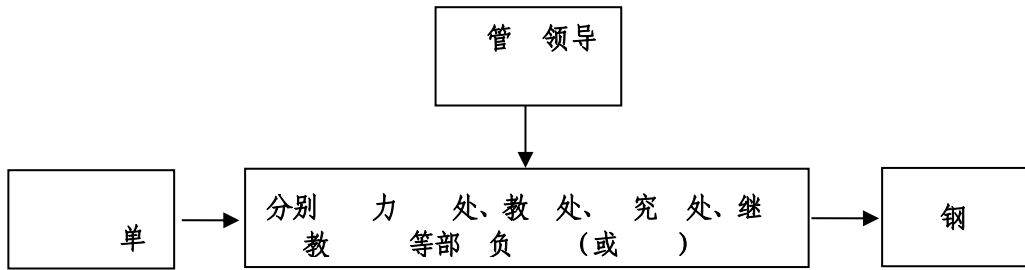 管 领导
单
分别 力 处、教 处、 究 处、继
教 等部 负 （或 ）
钢